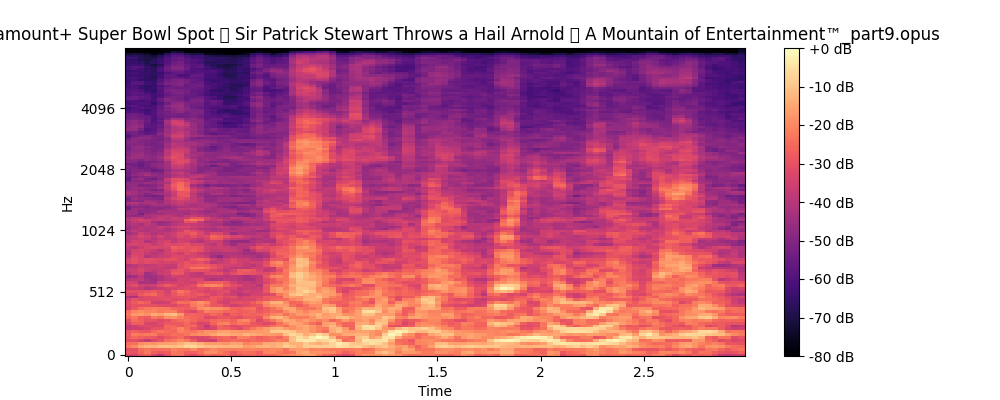 amount+ Super Bowl Spot ▯ Sir Patrick Stewart Throws a Hail Arnold ▯ A Mountain of Entertainment™ part9.opus
+0 dB
-10 dB
-20 dB
-30 dB
-40 dB
-50 dB
-60 dB
-70 dB
-80 dB
4096
2048
1024
512
0
Hz
0 0.5 1 1.5 2 2.5
Time